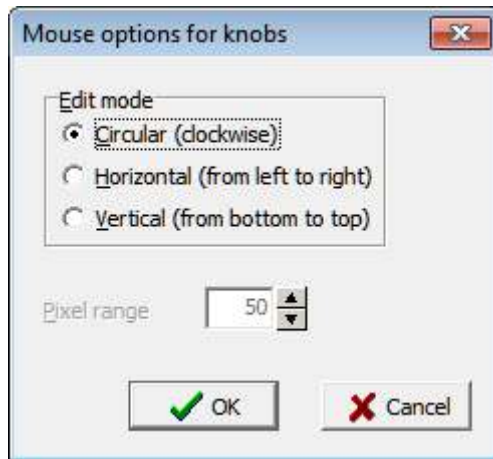 Mouse options for knobs
Edit mode
Circular (clockwise)
Horizontal (from left to right)
Vertical (from bottom to top)
Pixel range 50
OK Cancel